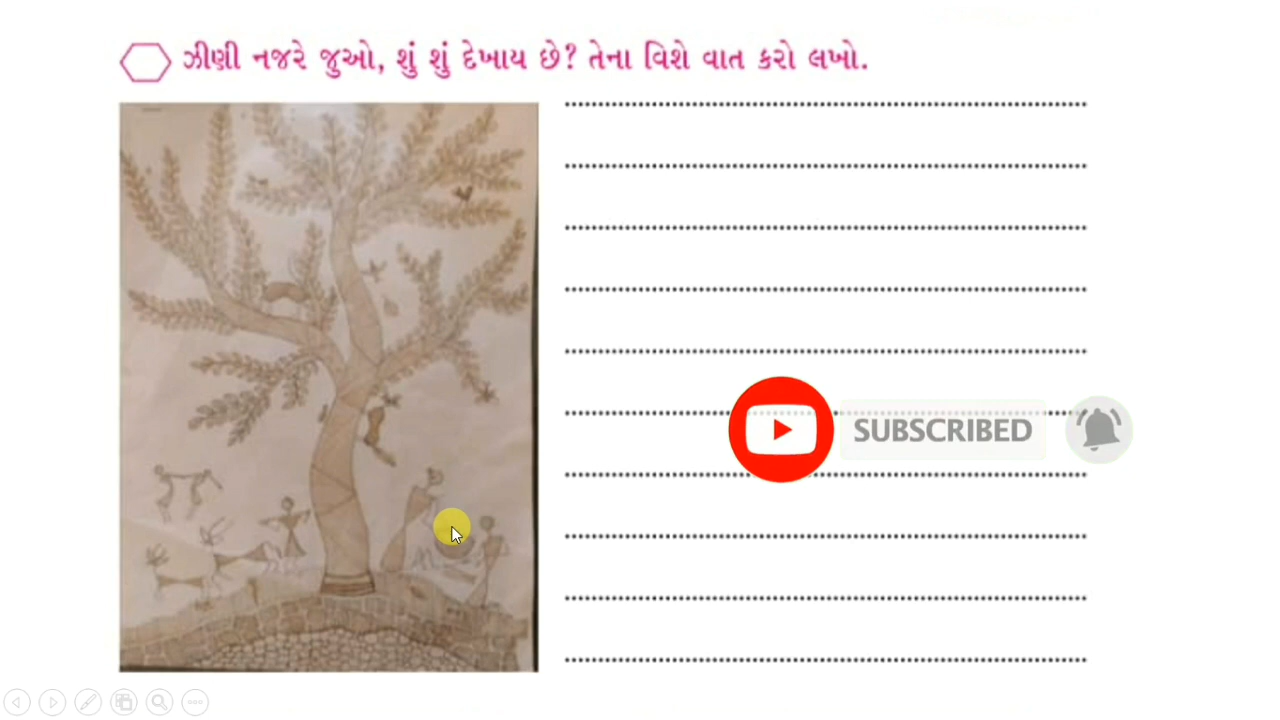 ઝીણી નજરે જુઓ, શું શું દેખાય છે? તેના વિશે વાત કરો લખો.
SUBSCRIBED